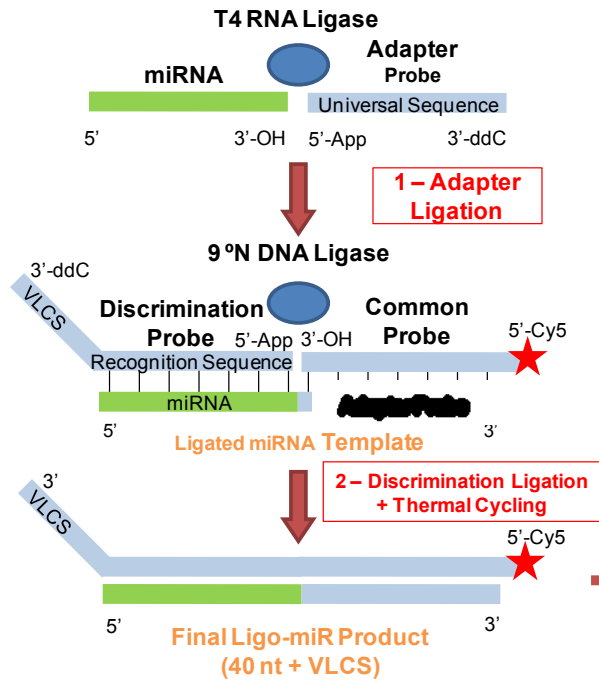 T4 RNA Ligase
miRNA
Adapter
Probe
Universal Sequence
5’
3’-OH
5’-App
3’-ddC
1 – Adapter
Ligation
9 ºN DNA Ligase
3’-ddC
VLCS
Discrimination
Probe
Common
Probe
5’-App
3’-OH
5’-Cy5
Recognition Sequence
miRNA
5’
3’
Ligated miRNA Template
2 – Discrimination Ligation
+ Thermal Cycling
3’
VLCS
5’-Cy5
5’
3’
Final Ligo-miR Product
(40 nt + VLCS)